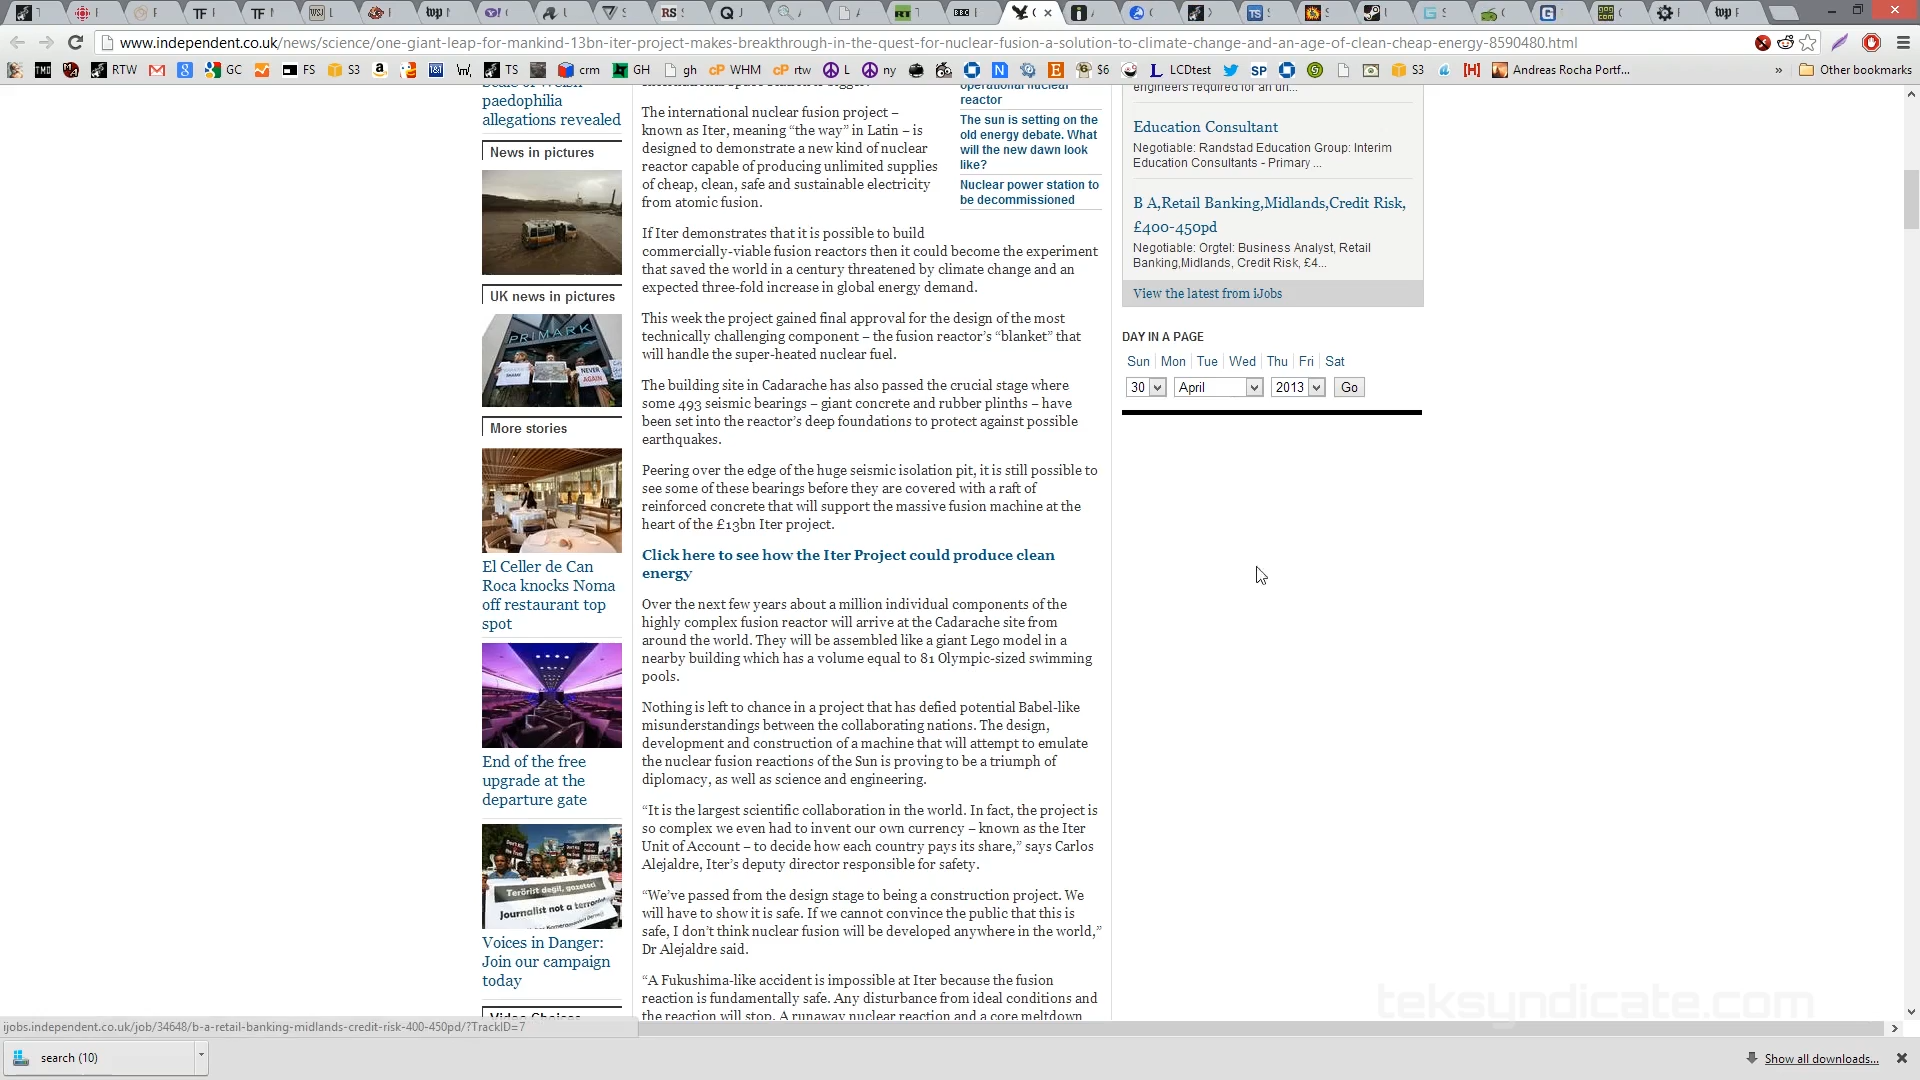 www.independent.co.uk/news/science/one-giant-leap-for-mankind-13bn-iter-project-makes-breakthrough-in-the-quest-for-nuclear-fusion-a-solution-to-climate-change-and-an-age-of-clean-cheap-energy-8590480.html
RTW GC FS S3 TS crm GH gh WHM rtw L ny $6 LCDtest S3 Andreas Rocha Portf... » Other bookmarks
paedophilia
allegations revealed
News in pictures
UK news in pictures
PRIMARK
NEVER
AGAIN
More stories
El Celler de Can
Roca knocks Noma
off restaurant top
spot
End of the free
upgrade at the
departure gate
Terörist değil, gazeteci
Journalist not a terrorist
Voices in Danger:
Join our campaign
today
The international nuclear fusion project –
known as Iter, meaning “the way” in Latin – is
designed to demonstrate a new kind of nuclear
reactor capable of producing unlimited supplies
of cheap, clean, safe and sustainable electricity
from atomic fusion.
If Iter demonstrates that it is possible to build
commercially-viable fusion reactors then it could become the experiment
that saved the world in a century threatened by climate change and an
expected three-fold increase in global energy demand.
This week the project gained final approval for the design of the most
technically challenging component – the fusion reactor’s “blanket” that
will handle the super-heated nuclear fuel.
The building site in Cadarache has also passed the crucial stage where
some 493 seismic bearings – giant concrete and rubber plinths – have
been set into the reactor’s deep foundations to protect against possible
earthquakes.
Peering over the edge of the huge seismic isolation pit, it is still possible to
see some of these bearings before they are covered with a raft of
reinforced concrete that will support the massive fusion machine at the
heart of the £13bn Iter project.
Click here to see how the Iter Project could produce clean
energy
Over the next few years about a million individual components of the
highly complex fusion reactor will arrive at the Cadarache site from
around the world. They will be assembled like a giant Lego model in a
nearby building which has a volume equal to 81 Olympic-sized swimming
pools.
Nothing is left to chance in a project that has defied potential Babel-like
misunderstandings between the collaborating nations. The design,
development and construction of a machine that will attempt to emulate
the nuclear fusion reactions of the Sun is proving to be a triumph of
diplomacy, as well as science and engineering.
“It is the largest scientific collaboration in the world. In fact, the project is
so complex we even had to invent our own currency – known as the Iter
Unit of Account – to decide how each country pays its share,” says Carlos
Alejaldre, Iter’s deputy director responsible for safety.
“We’ve passed from the design stage to being a construction project. We
will have to show it is safe. If we cannot convince the public that this is
safe, I don’t think nuclear fusion will be developed anywhere in the world,”
Dr Alejaldre said.
“A Fukushima-like accident is impossible at Iter because the fusion
reaction is fundamentally safe. Any disturbance from ideal conditions and
the reaction will stop. A runaway nuclear reaction and a core meltdown
operational nuclear
reactor
The sun is setting on the
old energy debate. What
will the new dawn look
like?
Nuclear power station to
be decommissioned
engineers required for an un...
Education Consultant
Negotiable: Randstad Education Group: Interim
Education Consultants - Primary ...
B A,Retail Banking,Midlands,Credit Risk,
£400-450pd
Negotiable: Orgtel: Business Analyst, Retail
Banking,Midlands, Credit Risk, £4...
View the latest from iJobs
DAY IN A PAGE
Sun Mon Tue Wed Thu Fri Sat
30 April 2013 Go
teksyndicate.com
ijobs.independent.co.uk/job/34648/b-a-retail-banking-midlands-credit-risk-400-450pd/?TrackID=7
search (10)
Show all downloads...